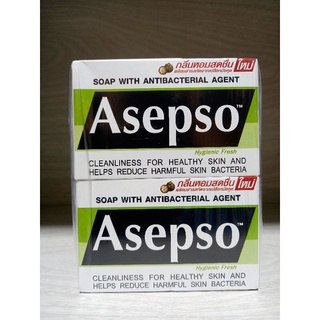 กลิ่นหอมสดชื่น ใหม่
SOAP WITH ANTIBACTERIAL AGENT
Asepso™
Hygienic Fresh
CLEANLINESS FOR HEALTHY SKIN AND
HELPS REDUCE HARMFUL SKIN BACTERIA
กลิ่นหอมสดชื่น ใหม่
SOAP WITH ANTIBACTERIAL AGENT
Asepso™
Hygienic Fresh
CLEANLINESS FOR HEALTHY SKIN AND
HELPS REDUCE HARMFUL SKIN BACTERIA